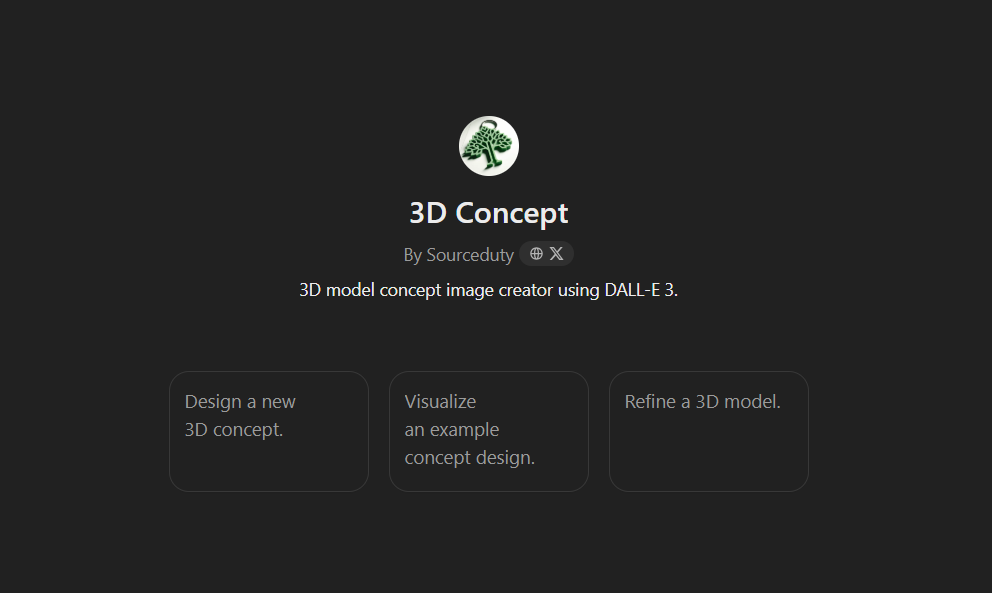 3D Concept
By Sourceduty
3D model concept image creator using DALL-E 3.
Design a new
3D concept.
Visualize
an example
concept design.
Refine a 3D model.